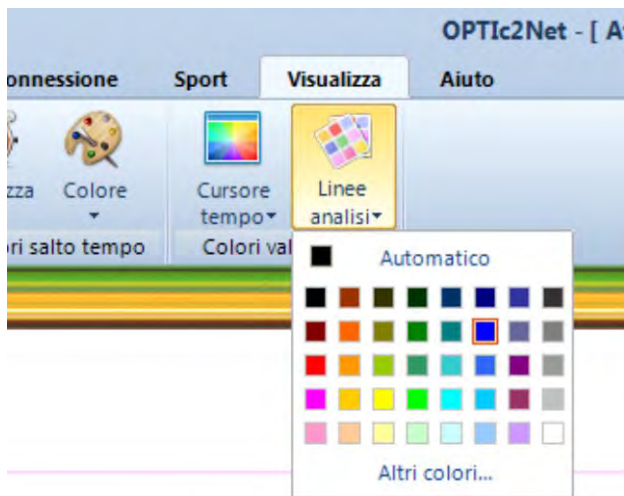 OPTIc2Net - [ A
onnessione Sport Visualizza Aiuto
zza Colore Cursore tempo Linee analisi
ri salto tempo Colori val
Automatico
Altri colori...